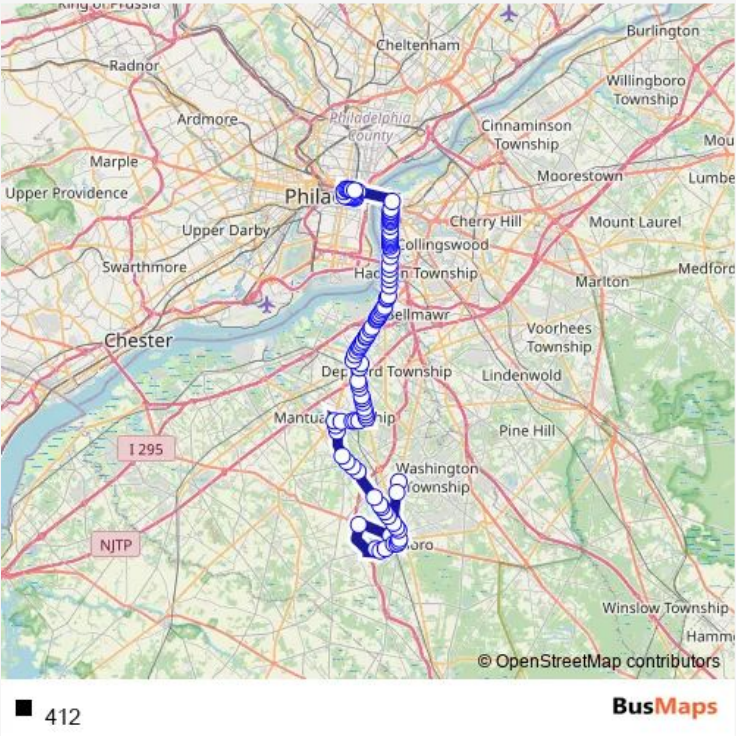 King of Prussia
Cheltenham
Burlington
Radnor
Willingboro
Township
Ardmore
Philadelphia
County
Cinnaminson
Township
Marple
Moorestown
Upper Providence
Cherry Hill
Mount Laurel
Upper Darby
Collingswood
Swarthmore
Township
Marlton
Medford
Bellmawr
Chester
Voorhees
Township
Township
Lindenwold
Pine Hill
I 295
Washington
Township
NJTP
Winslow Township
© OpenStreetMap contributors
412
BusMaps